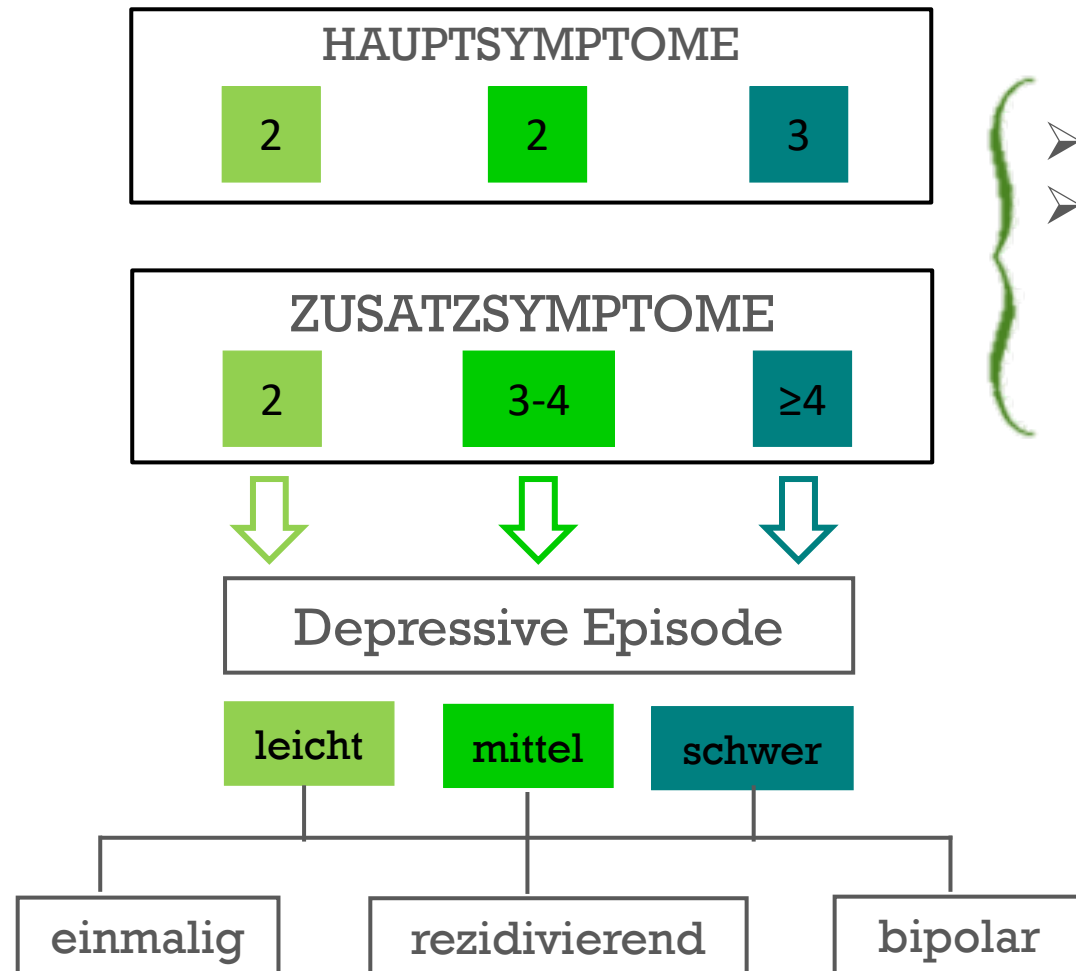 HAUPTSYMPTOME
2 2 3
ZUSATZSYMPTOME
2 3-4 ≥4
Depressive Episode
leicht mittel schwer
einmalig rezidivierend bipolar